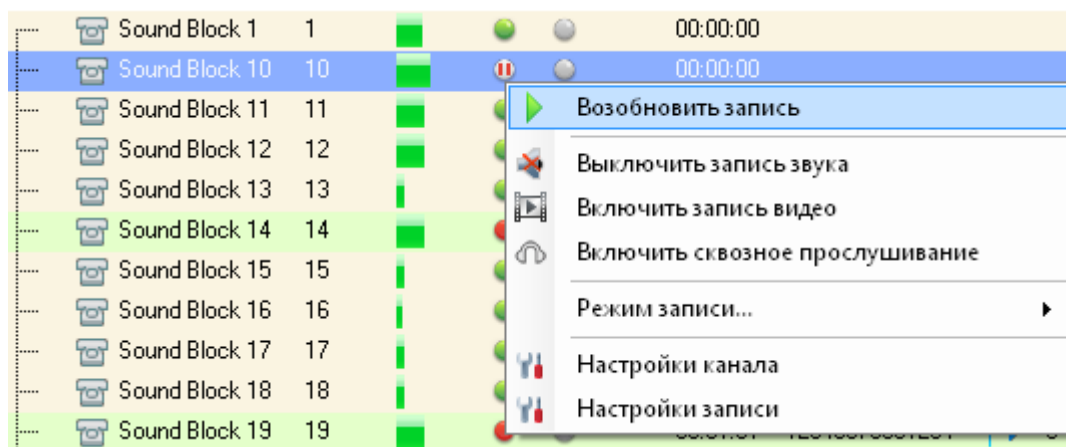 Sound Block 1 1 00:00:00
Sound Block 10 10 00:00:00
Sound Block 11 11
Возобновить запись
Sound Block 12 12
Выключить запись звука
Sound Block 13 13
Включить запись видео
Sound Block 14 14
Включить сквозное прослушивание
Sound Block 15 15
Sound Block 16 16
Режим записи...
Sound Block 17 17
Настройки канала
Sound Block 18 18
Настройки записи
Sound Block 19 19